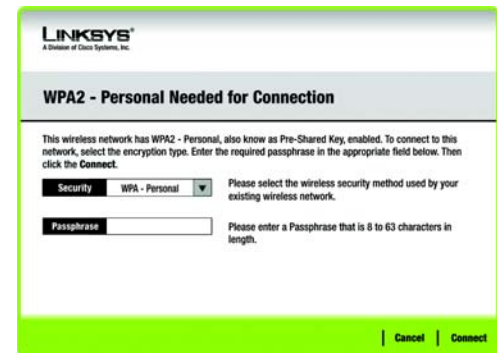 LINKSYS®
A Division of Cisco Systems, Inc.
WPA2 - Personal Needed for Connection
This wireless network has WPA2 - Personal, also know as Pre-Shared Key, enabled. To connect to this
network, select the encryption type. Enter the required passphrase in the appropriate field below. Then
click the Connect.
Security WPA - Personal Please select the wireless security method used by your
existing wireless network.
Passphrase Please enter a Passphrase that is 8 to 63 characters in
length.
Cancel Connect